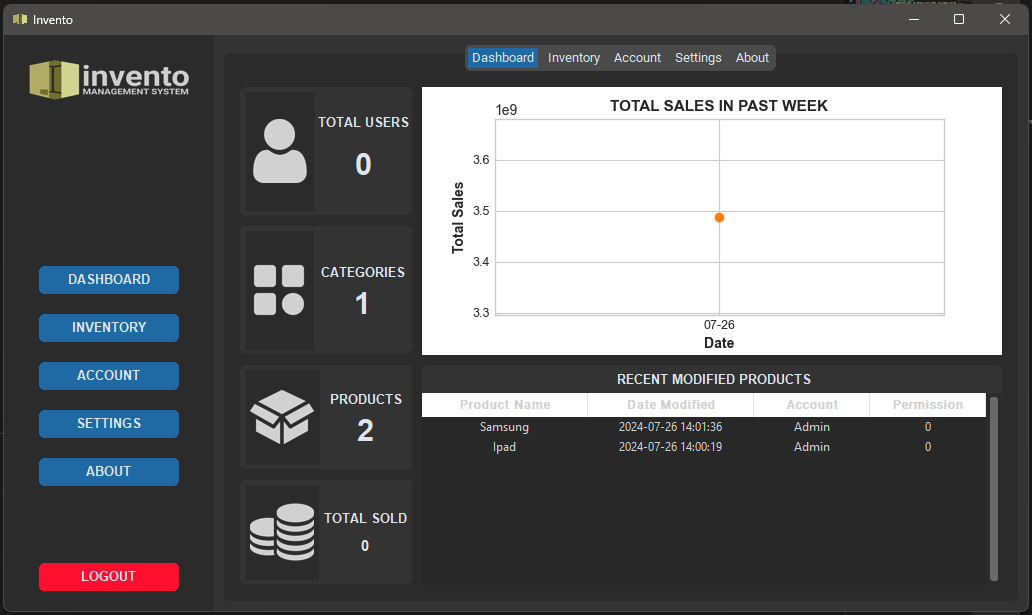 Invento
invento
MANAGEMENT SYSTEM
DASHBOARD
INVENTORY
ACCOUNT
SETTINGS
ABOUT
LOGOUT
Dashboard Inventory Account Settings About
TOTAL USERS
0
CATEGORIES
1
PRODUCTS
2
TOTAL SOLD
0
TOTAL SALES IN PAST WEEK
1e9
Total Sales
3.6
3.5
3.4
3.3
07-26
Date
RECENT MODIFIED PRODUCTS
Product Name Date Modified Account Permission
Samsung 2024-07-26 14:01:36 Admin 0
Ipad 2024-07-26 14:00:19 Admin 0